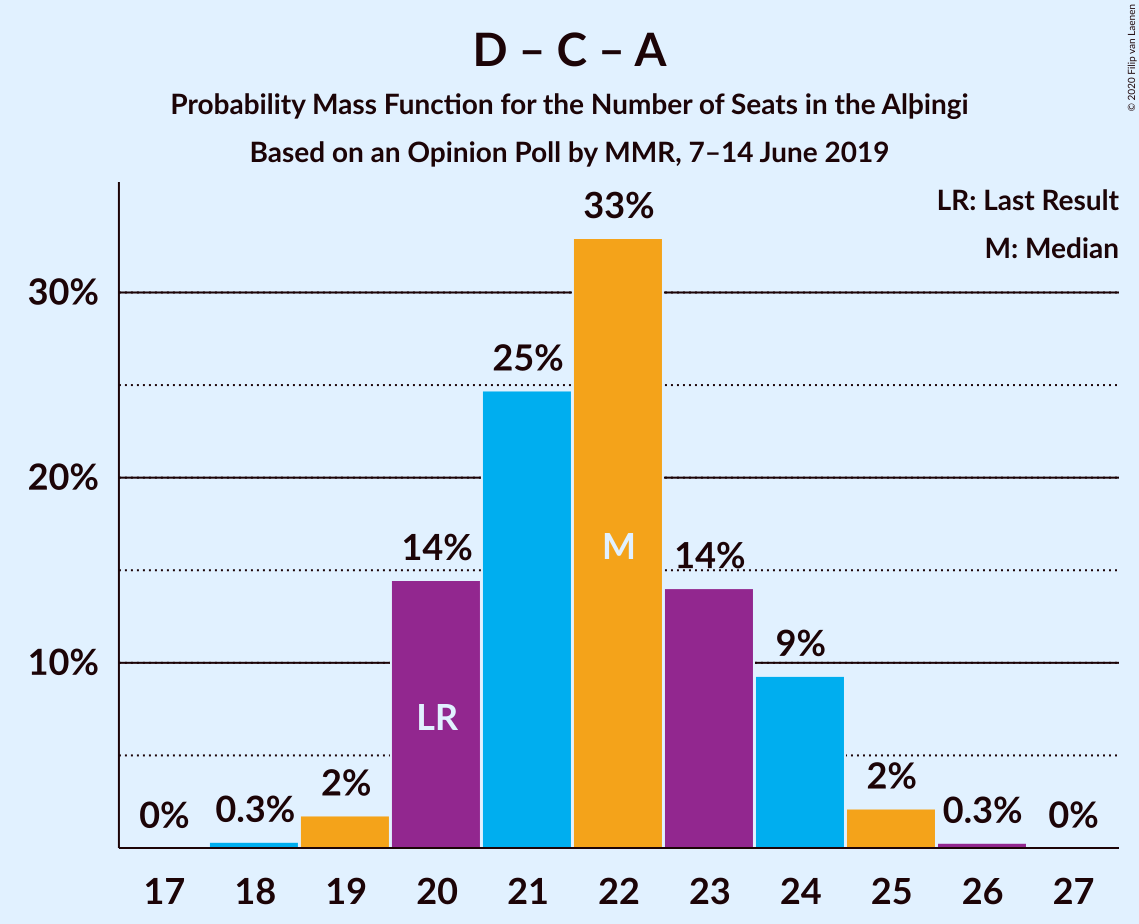 D – C – A
Probability Mass Function for the Number of Seats in the Alþingi
Based on an Opinion Poll by MMR, 7–14 June 2019
© 2020 Filip van Laenen
LR: Last Result
M: Median
30%
20%
10%
0%
0.3%
2%
14%
25%
33%
14%
9%
2%
0.3%
0%
LR
M
17 18 19 20 21 22 23 24 25 26 27